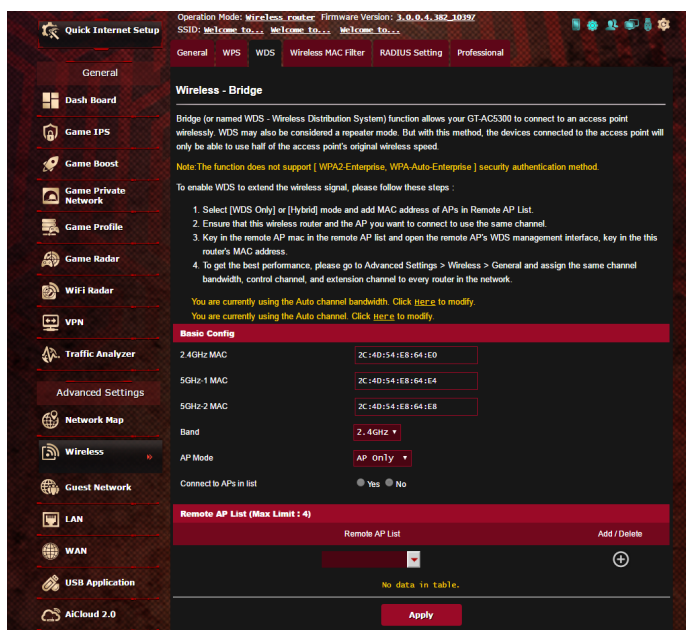 Quick Internet Setup
General
Dash Board
Game IPS
Game Boost
Game Private
Network
Game Profile
Game Radar
WiFi Radar
VPN
Traffic Analyzer
Advanced Settings
Network Map
Wireless
Guest Network
LAN
WAN
USB Application
AiCloud 2.0
Operation Mode: Wireless router Firmware Version: 3.0.0.4.382_10397
SSID: Welcome to... Welcome to... Welcome to...
General WPS WDS Wireless MAC Filter RADIUS Setting Professional
Wireless - Bridge
Bridge (or named WDS - Wireless Distribution System) function allows your GT-AC5300 to connect to an access point
wirelessly. WDS may also be considered a repeater mode. But with this method, the devices connected to the access point will
only be able to use half of the access point's original wireless speed.
Note:The function does not support [ WPA2-Enterprise, WPA-Auto-Enterprise ] security authentication method.
To enable WDS to extend the wireless signal, please follow these steps :
1. Select [WDS Only] or [Hybrid] mode and add MAC address of APs in Remote AP List.
2. Ensure that this wireless router and the AP you want to connect to use the same channel.
3. Key in the remote AP mac in the remote AP list and open the remote AP's WDS management interface, key in the this
router's MAC address.
4. To get the best performance, please go to Advanced Settings > Wireless > General and assign the same channel
bandwidth, control channel, and extension channel to every router in the network.
You are currently using the Auto channel bandwidth. Click Here to modify.
You are currently using the Auto channel. Click Here to modify.
Basic Config
2.4GHz MAC 2C:4D:54:E8:64:E0
5GHz-1 MAC 2C:4D:54:E8:64:E4
5GHz-2 MAC 2C:4D:54:E8:64:E8
Band 2.4GHz
AP Mode AP Only
Connect to APs in list Yes No
Remote AP List (Max Limit : 4)
Remote AP List Add / Delete
No data in table.
Apply